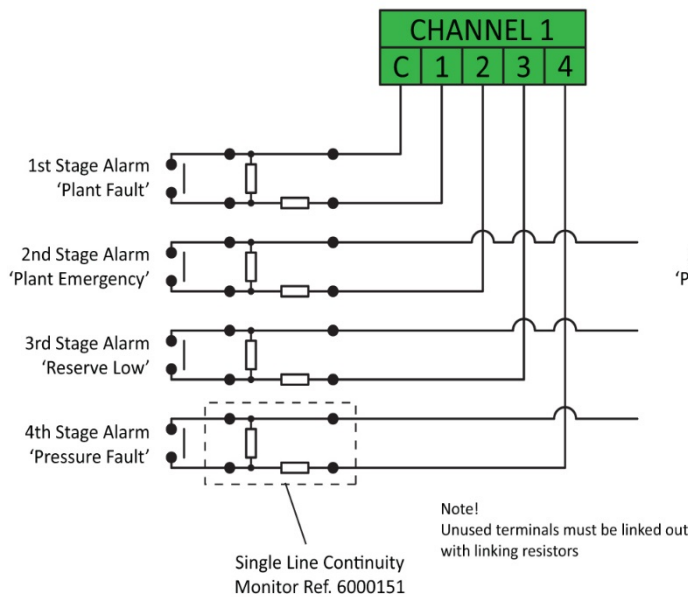 CHANNEL 1
C 1 2 3 4
1st Stage Alarm
‘Plant Fault’
2nd Stage Alarm
‘Plant Emergency’
‘P
3rd Stage Alarm
‘Reserve Low’
4th Stage Alarm
‘Pressure Fault’
Note!
Unused terminals must be linked out
with linking resistors
Single Line Continuity
Monitor Ref. 6000151